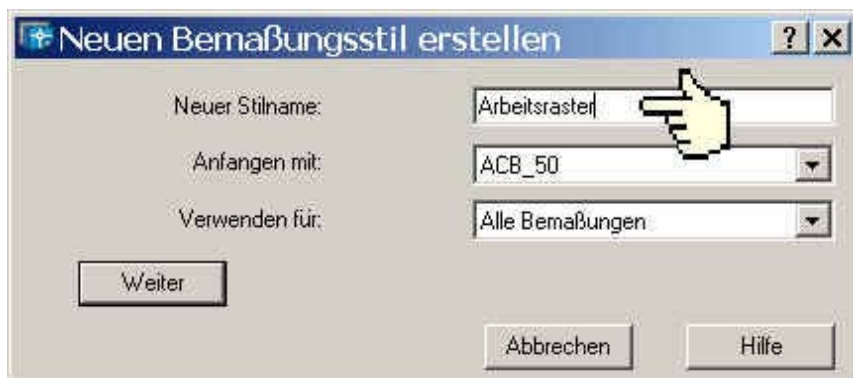 Neuen Bemaßungsstil erstellen
Neuer Stilname: Arbeitsraster
Anfangen mit: ACB_50
Verwenden für: Alle Bemaßungen
Weiter
Abbrechen Hilfe